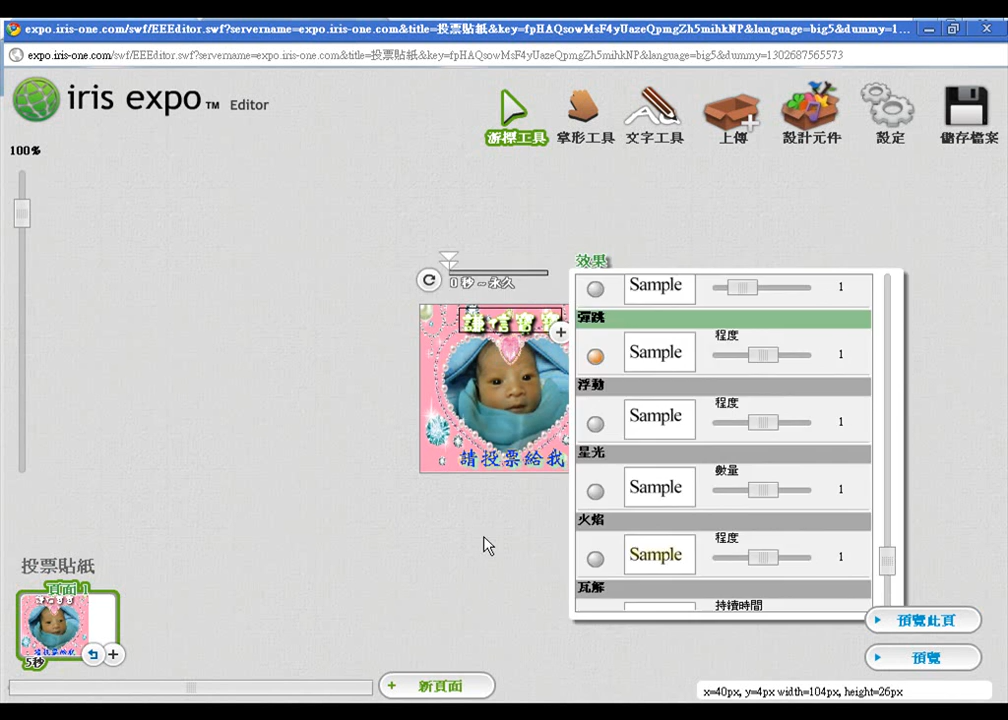 expo.iris-one.com/swf/EEEditor.swf?servername=expo.iris-one.com&title=投票貼紙&key=fpHAQsowMsF4yUazeQpmgZh5mihkNP&language=big5&dummy=1...
expo.iris-one.com/swf/EEEditor.swf?servername=expo.iris-one.com&title=投票貼紙&key=fpHAQsowMsF4yUazeQpmgZh5mihkNP&language=big5&dummy=1302687565573
iris expo TM Editor
游標工具 掌形工具 文字工具 上傳 設計元件 設定 儲存檔案
100%
效果
0秒~永久
Sample 1
彈跳
程度
Sample 1
浮動
程度
Sample 1
星光
數量
Sample 1
火焰
程度
Sample 1
瓦解
持續時間
謙信寶寶
請投票給我
投票貼紙
頁面 1
5秒
預覽此頁
預覽
新頁面
x=40px, y=4px width=104px, height=26px